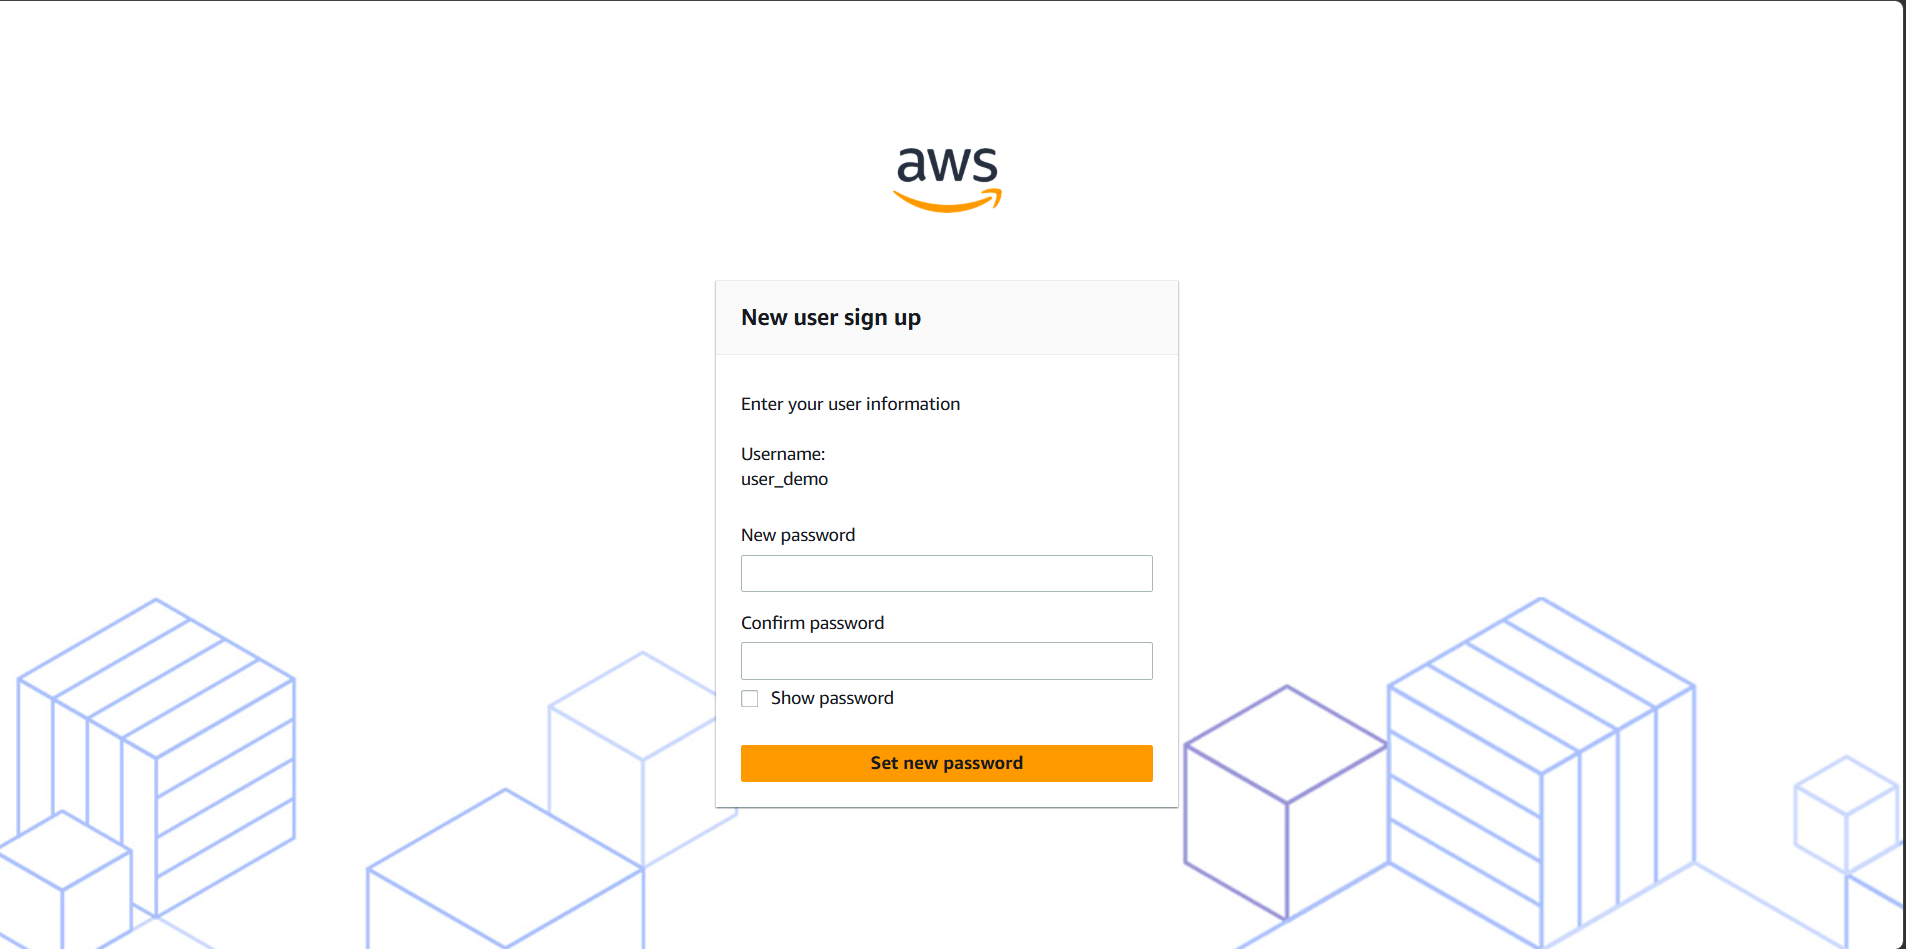 aws
New user sign up
Enter your user information
Username:
user_demo
New password
Confirm password
Show password
Set new password